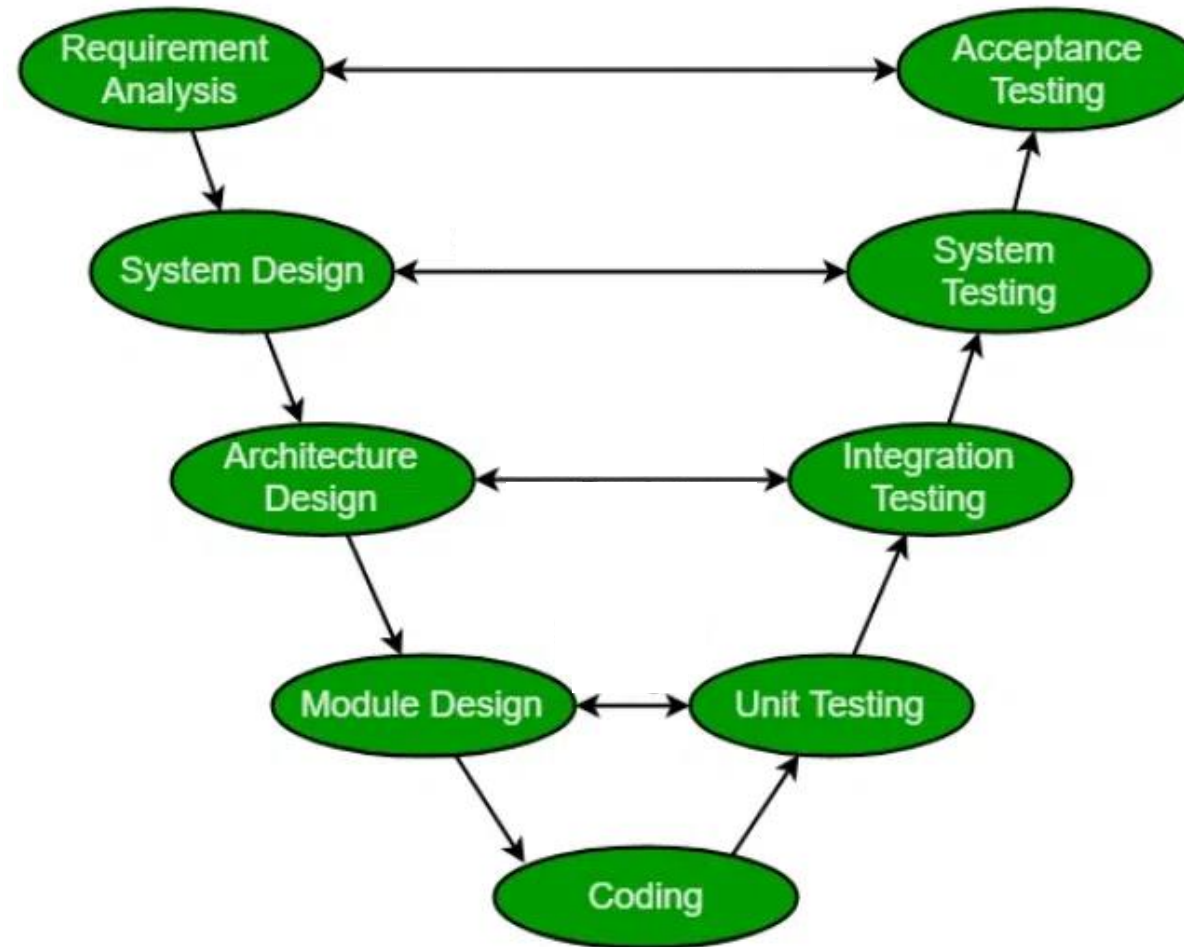 Requirement
Analysis
Acceptance
Testing
System Design
System
Testing
Architecture
Design
Integration
Testing
Module Design
Unit Testing
Coding